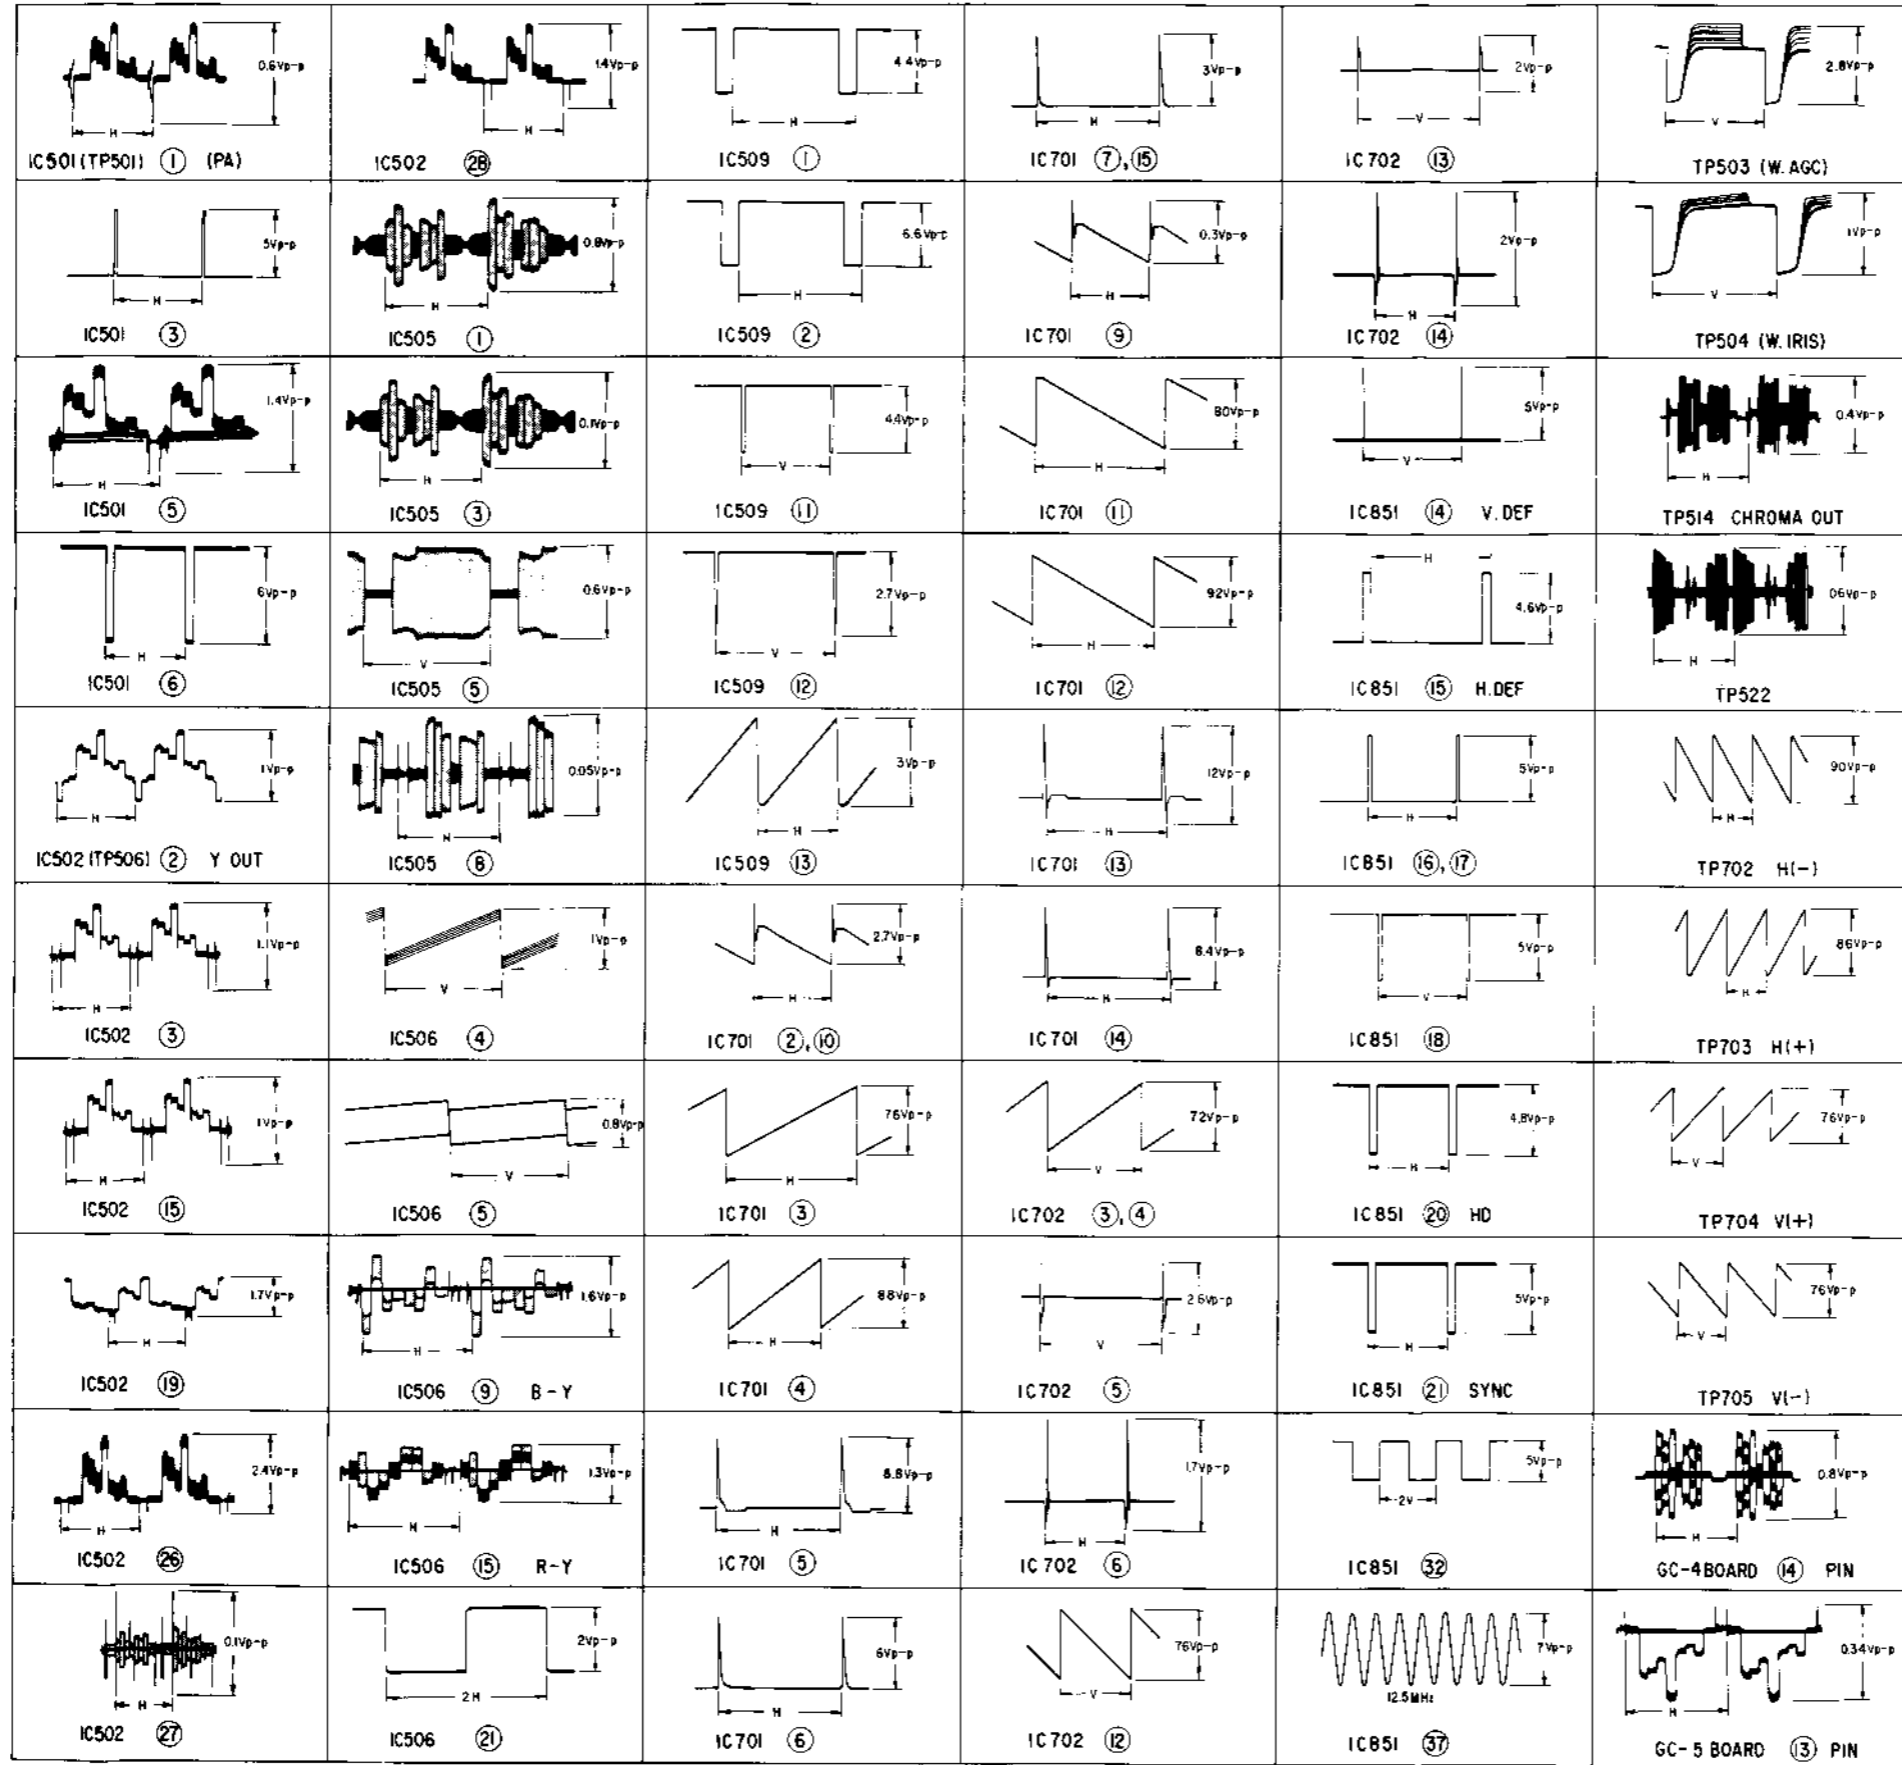 0.6Vp-p
H
IC501 (TP501) ① (PA)
1.4Vp-p
H
IC502 ㉘
4.4Vp-p
H
IC509 ①
3Vp-p
H
IC701 ⑦,⑮
2Vp-p
V
IC702 ⑬
2.8Vp-p
V
TP503 (W.AGC)
5Vp-p
H
IC501 ③
0.8Vp-p
H
IC505 ①
6.6Vp-p
H
IC509 ②
0.3Vp-p
H
IC701 ⑨
2Vp-p
H
IC702 ⑭
1Vp-p
V
TP504 (W.IRIS)
1.4Vp-p
H
IC501 ⑤
0.1Vp-p
H
IC505 ③
4.4Vp-p
V
IC509 ⑪
80Vp-p
H
IC701 ⑪
5Vp-p
V
IC851 ⑭ V.DEF
0.4Vp-p
H
TP514 CHROMA OUT
6Vp-p
H
IC501 ⑥
0.6Vp-p
V
IC505 ⑤
2.7Vp-p
V
IC509 ⑫
92Vp-p
H
IC701 ⑫
H
4.6Vp-p
IC851 ⑮ H.DEF
0.6Vp-p
H
TP522
1Vp-p
H
IC502 (TP506) ② Y OUT
0.05Vp-p
H
IC505 ⑧
3Vp-p
H
IC509 ⑬
12Vp-p
H
IC701 ⑬
5Vp-p
H
IC851 ⑯,⑰
90Vp-p
H
TP702 H(-)
1.1Vp-p
H
IC502 ③
1Vp-p
V
IC506 ④
2.7Vp-p
H
IC701 ②,⑩
8.4Vp-p
H
IC701 ⑭
5Vp-p
V
IC851 ⑱
86Vp-p
H
TP703 H(+)
1Vp-p
H
IC502 ⑮
0.8Vp-p
V
IC506 ⑤
76Vp-p
H
IC701 ③
72Vp-p
V
IC702 ③,④
4.8Vp-p
H
IC851 ⑳ HD
76Vp-p
V
TP704 V(+)
1.7Vp-p
H
IC502 ⑲
1.6Vp-p
H
IC506 ⑨ B-Y
88Vp-p
H
IC701 ④
2.6Vp-p
V
IC702 ⑤
5Vp-p
H
IC851 ㉑ SYNC
76Vp-p
V
TP705 V(-)
2.4Vp-p
H
IC502 ㉖
1.3Vp-p
H
IC506 ⑮ R-Y
8.8Vp-p
H
IC701 ⑤
1.7Vp-p
H
IC702 ⑥
5Vp-p
2V
IC851 ㉜
0.8Vp-p
H
GC-4 BOARD ⑭ PIN
0.1Vp-p
H
IC502 ㉗
2Vp-p
2H
IC506 ㉑
6Vp-p
H
IC701 ⑥
76Vp-p
V
IC702 ⑫
7Vp-p
12.5MHz
IC851 ㊲
0.34Vp-p
H
GC-5 BOARD ⑬ PIN